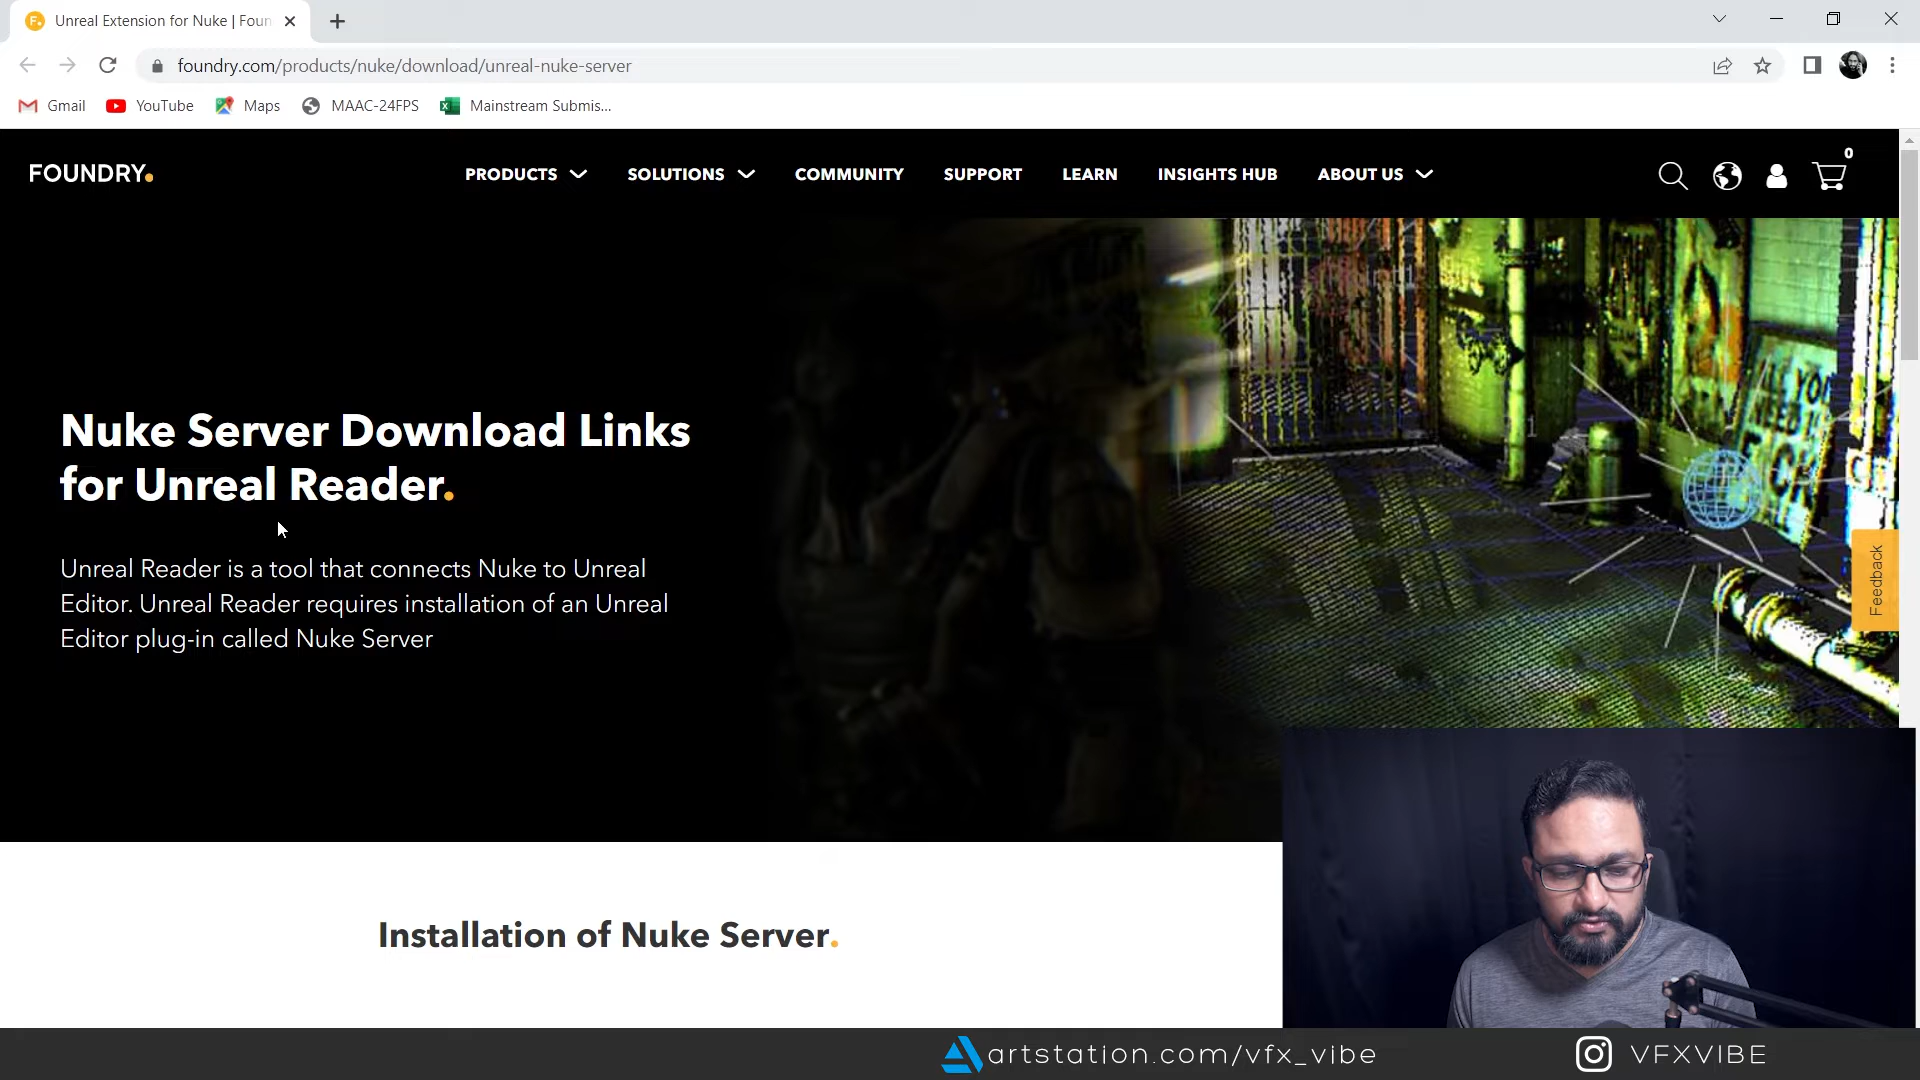 Unreal Extension for Nuke | Foun
foundry.com/products/nuke/download/unreal-nuke-server
Gmail YouTube Maps MAAC-24FPS Mainstream Submis...
FOUNDRY. PRODUCTS SOLUTIONS COMMUNITY SUPPORT LEARN INSIGHTS HUB ABOUT US 0
Nuke Server Download Links
for Unreal Reader.
Unreal Reader is a tool that connects Nuke to Unreal
Editor. Unreal Reader requires installation of an Unreal
Editor plug-in called Nuke Server
Feedback
Installation of Nuke Server.
artstation.com/vfx_vibe VFXVIBE